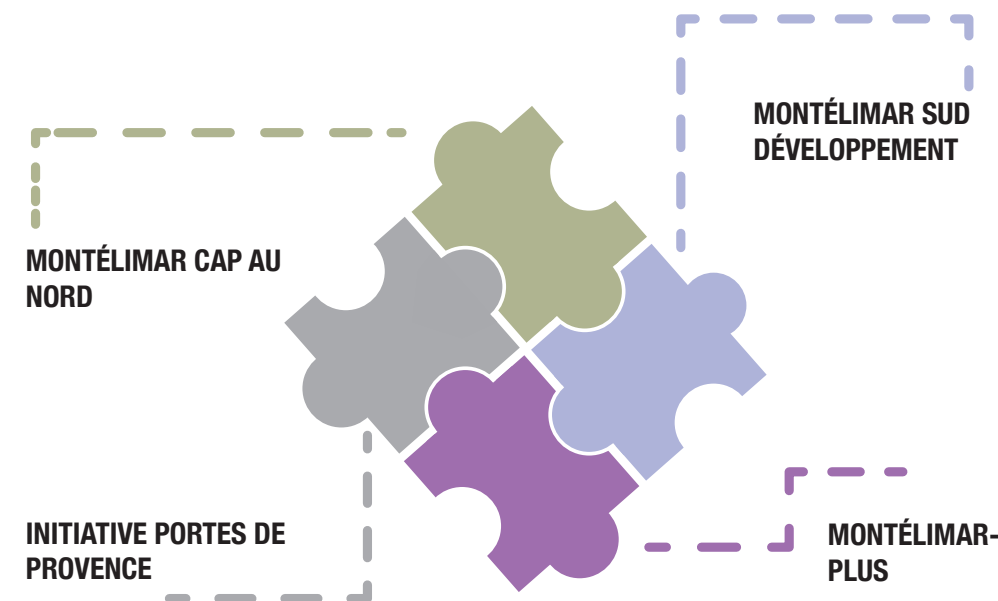 MONTÉLIMAR SUD
DÉVELOPPEMENT
MONTÉLIMAR CAP AU
NORD
INITIATIVE PORTES DE
PROVENCE
MONTÉLIMAR-
PLUS